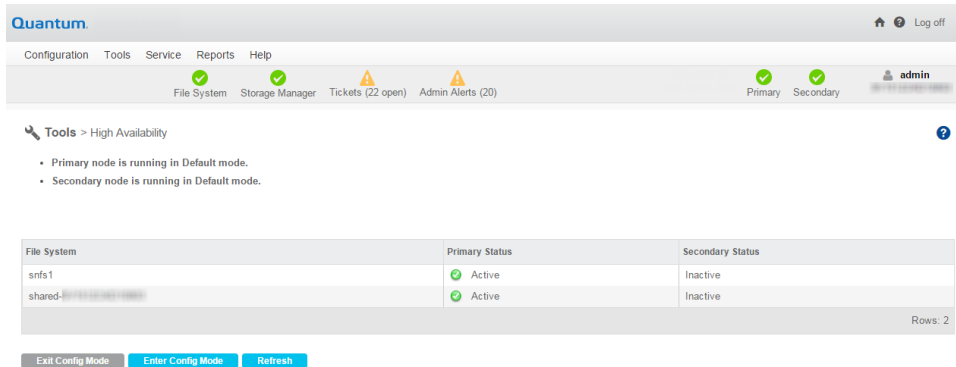 Quantum.
Log off
Configuration Tools Service Reports Help
File System Storage Manager Tickets (22 open) Admin Alerts (20) Primary Secondary admin
Tools > High Availability
• Primary node is running in Default mode.
• Secondary node is running in Default mode.
File System Primary Status Secondary Status
snfs1 Active Inactive
shared- Active Inactive
Rows: 2
Exit Config Mode Enter Config Mode Refresh